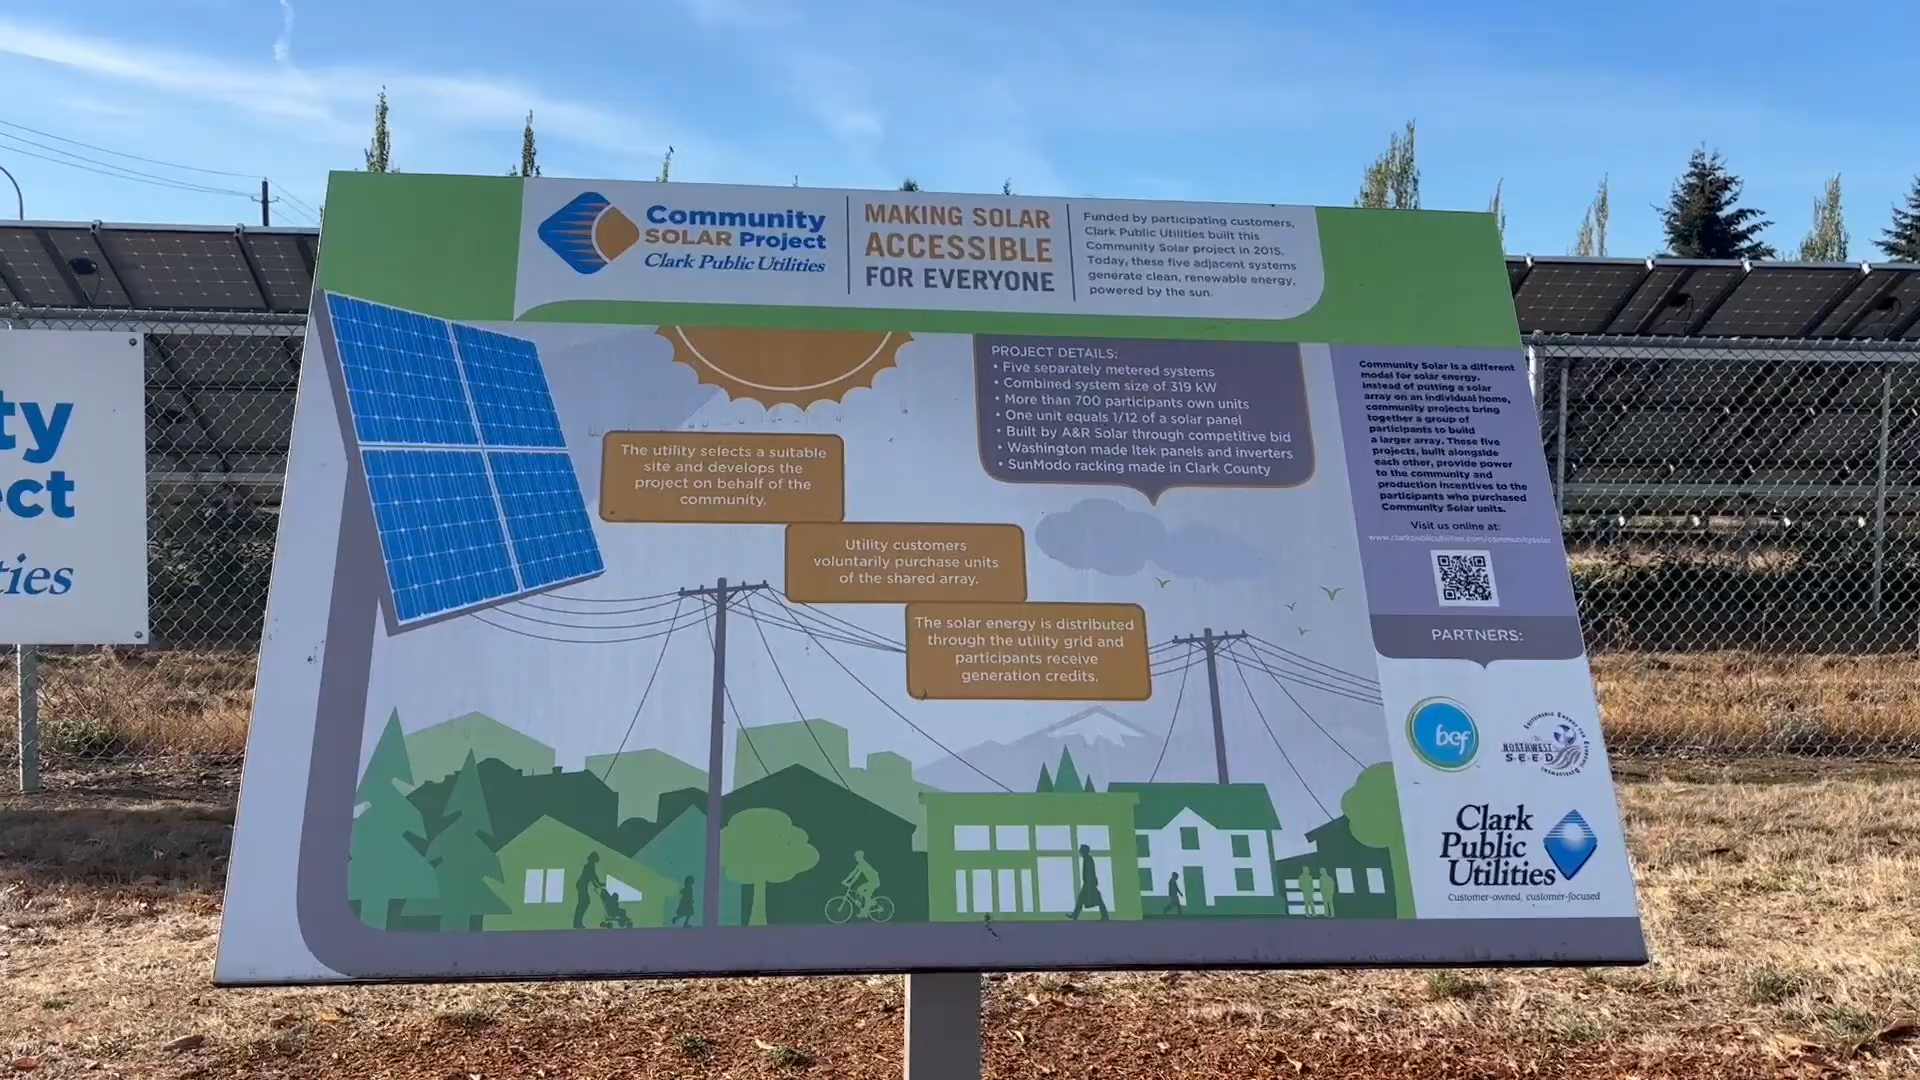 Community
SOLAR Project
Clark Public Utilities
MAKING SOLAR
ACCESSIBLE
FOR EVERYONE
Funded by participating customers,
Clark Public Utilities built this
Community Solar project in 2015.
Today, these five adjacent systems
generate clean, renewable energy,
powered by the sun.
PROJECT DETAILS:
• Five separately metered systems
• Combined system size of 319 kW
• More than 700 participants own units
• One unit equals 1/12 of a solar panel
• Built by A&R Solar through competitive bid
• Washington made Itek panels and inverters
• SunModo racking made in Clark County
The utility selects a suitable
site and develops the
project on behalf of the
community.
Utility customers
voluntarily purchase units
of the shared array.
The solar energy is distributed
through the utility grid and
participants receive
generation credits.
Community Solar is a different
model for solar energy.
Instead of putting a solar
array on an individual home,
community projects bring
together a group of
participants to build
a larger array. These five
projects, built alongside
each other, provide power
to the community and
production incentives to the
participants who purchased
Community Solar units.
Visit us online at:
www.clarkpublicutilities.com/communitysolar
PARTNERS:
bef
SUSTAINABLE ENERGY FOR ECONOMIC DEVELOPMENT
NORTHWEST
SEED
Clark
Public
Utilities
Customer-owned, customer-focused
ty
ect
ties